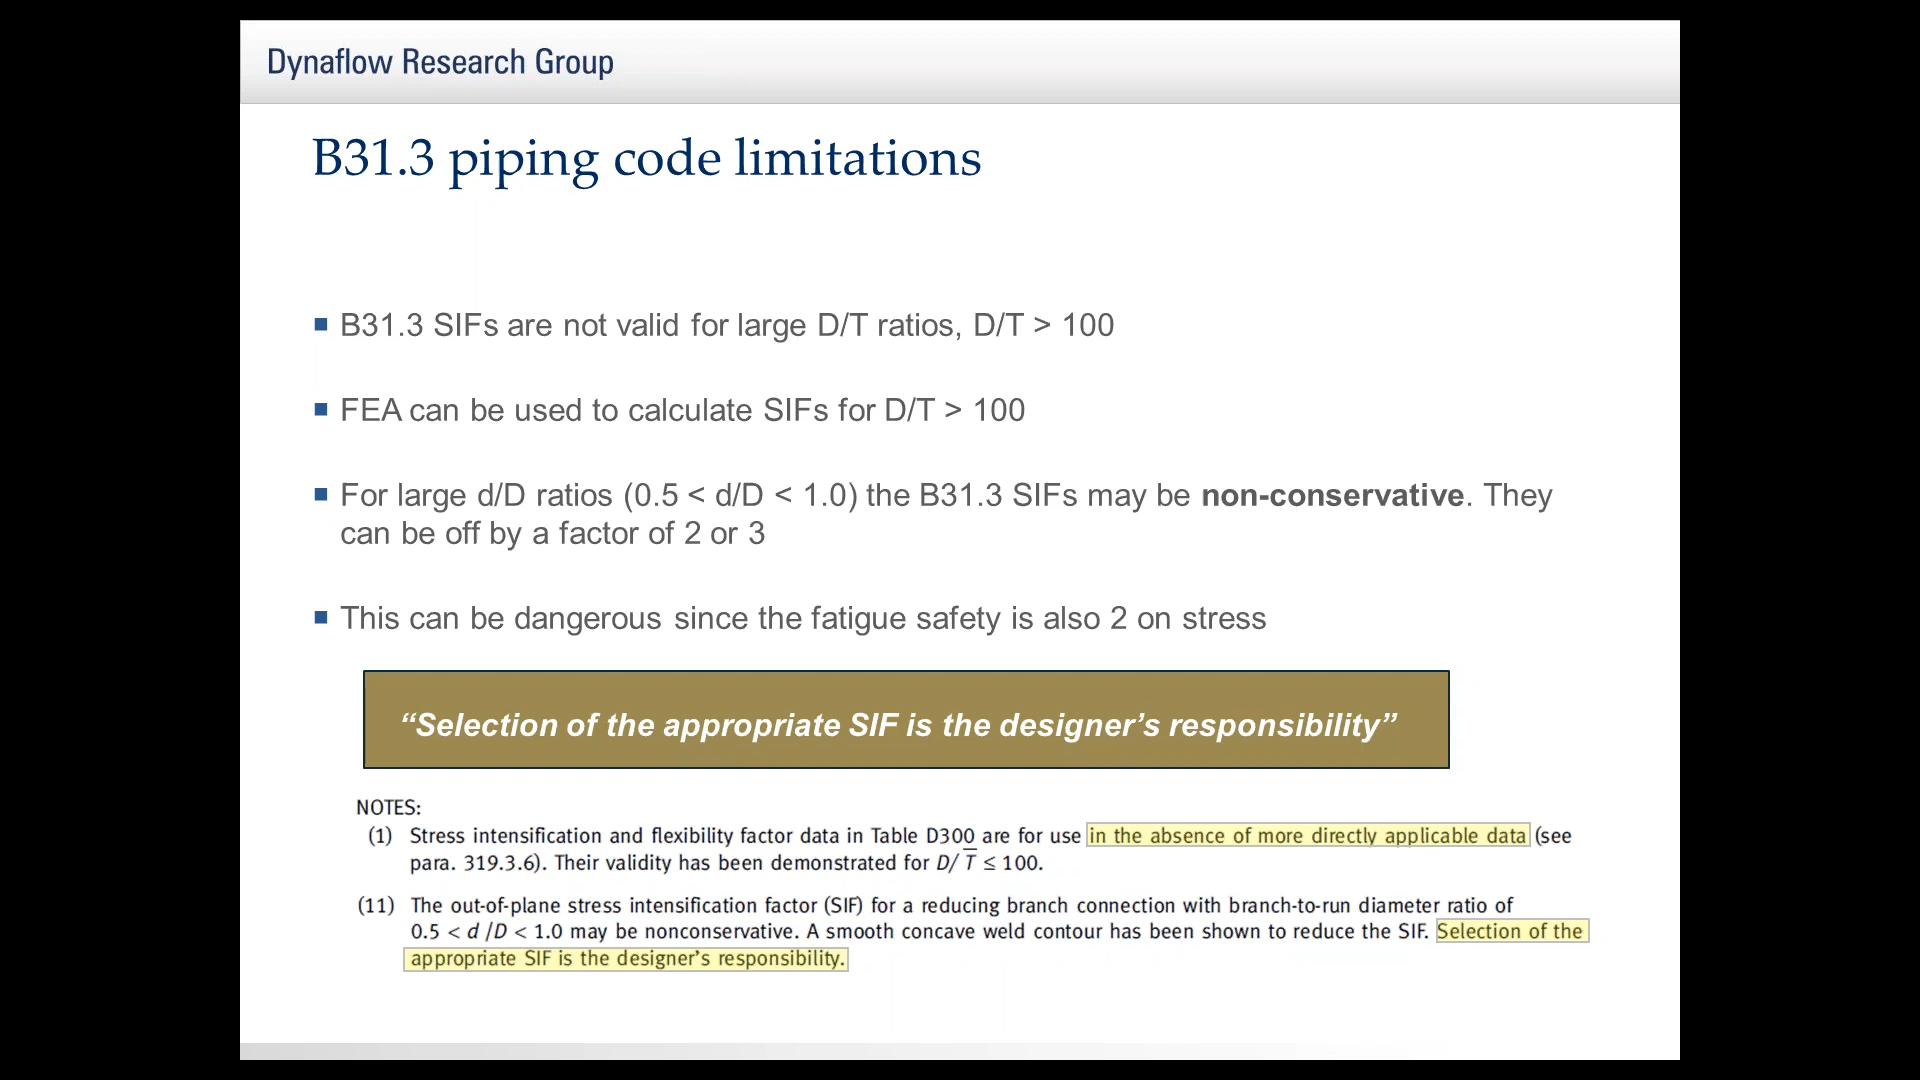 Dynaflow Research Group
B31.3 piping code limitations
B31.3 SIFs are not valid for large D/T ratios, D/T > 100
FEA can be used to calculate SIFs for D/T > 100
For large d/D ratios (0.5 < d/D < 1.0) the B31.3 SIFs may be non-conservative. They
can be off by a factor of 2 or 3
This can be dangerous since the fatigue safety is also 2 on stress
“Selection of the appropriate SIF is the designer’s responsibility”
NOTES:
(1) Stress intensification and flexibility factor data in Table D300 are for use in the absence of more directly applicable data (see
para. 319.3.6). Their validity has been demonstrated for D/T̅ ≤ 100.
(11) The out-of-plane stress intensification factor (SIF) for a reducing branch connection with branch-to-run diameter ratio of
0.5 < d /D < 1.0 may be nonconservative. A smooth concave weld contour has been shown to reduce the SIF. Selection of the
appropriate SIF is the designer’s responsibility.